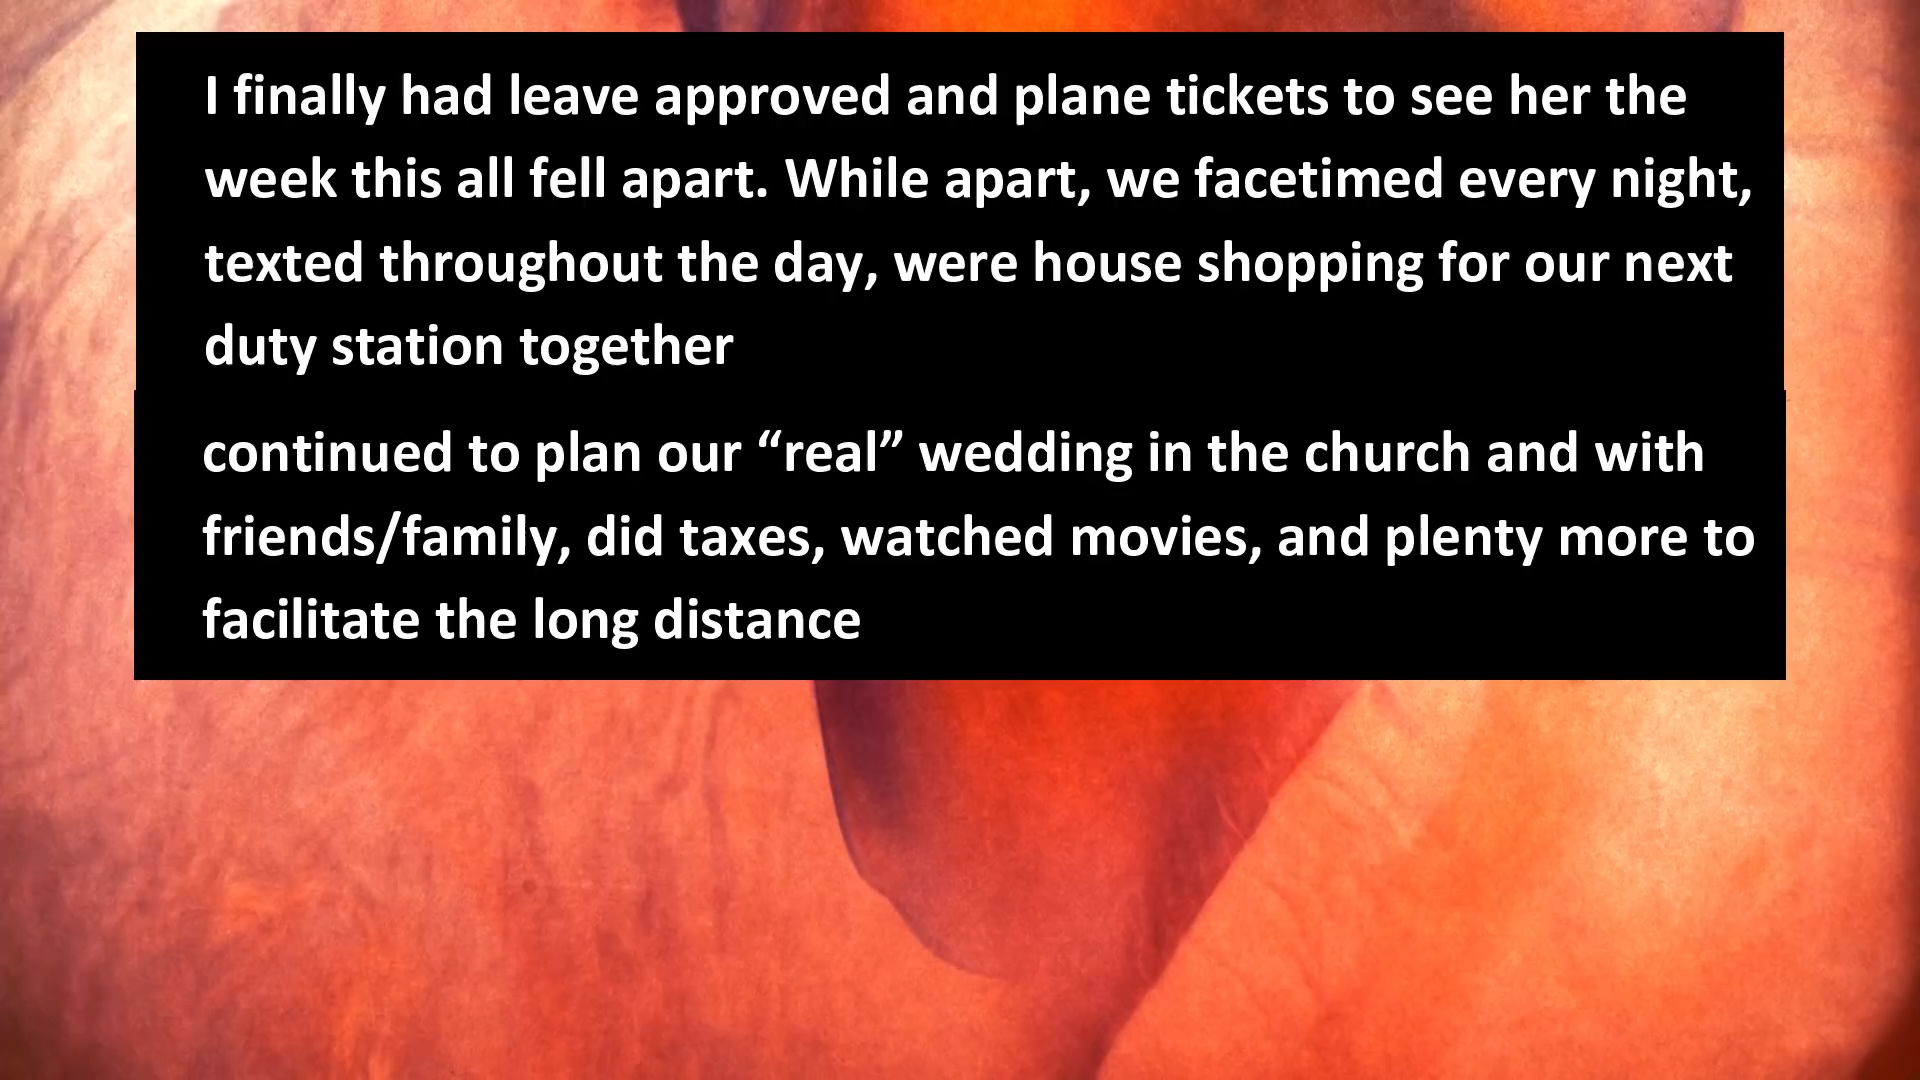 I finally had leave approved and plane tickets to see her the
week this all fell apart. While apart, we facetimed every night,
texted throughout the day, were house shopping for our next
duty station together
continued to plan our “real” wedding in the church and with
friends/family, did taxes, watched movies, and plenty more to
facilitate the long distance